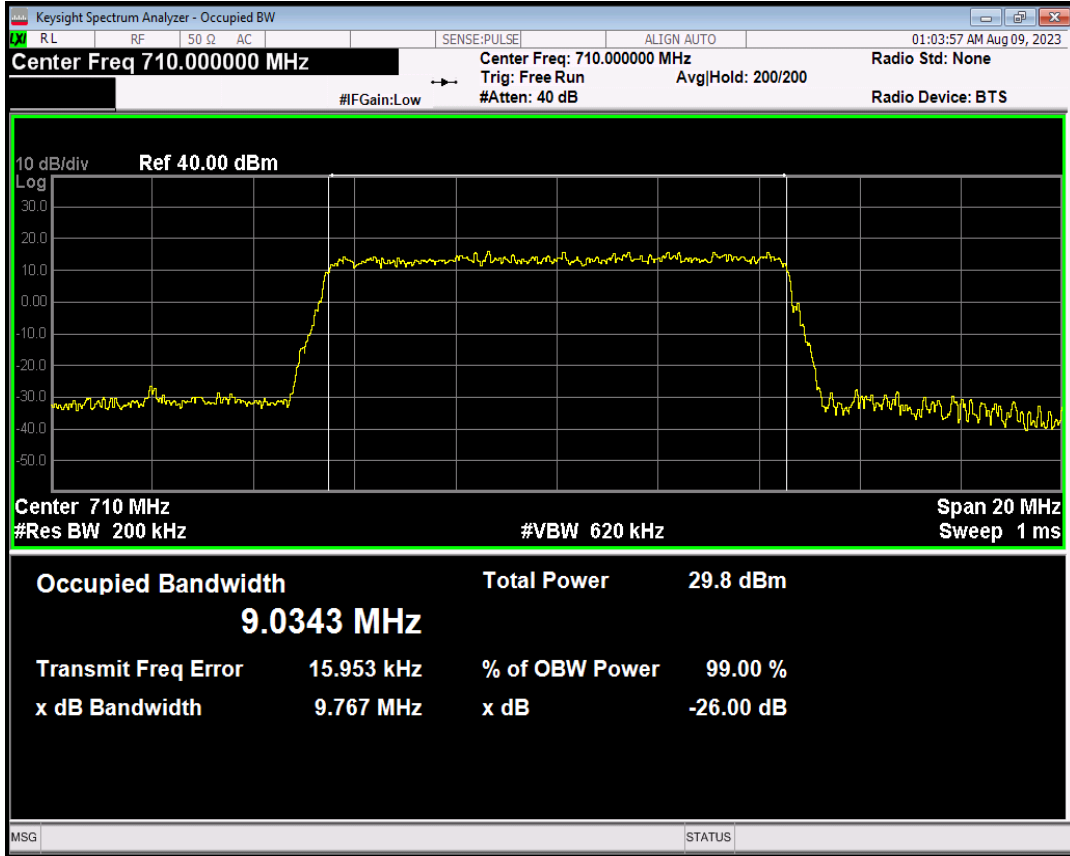 Keysight Spectrum Analyzer - Occupied BW
LXI RL RF 50 Ω AC SENSE:PULSE ALIGN AUTO 01:03:57 AM Aug 09, 2023
Center Freq 710.000000 MHz Center Freq: 710.000000 MHz Radio Std: None
Trig: Free Run Avg|Hold: 200/200
#IFGain:Low #Atten: 40 dB Radio Device: BTS
10 dB/div Ref 40.00 dBm
Log
30.0
20.0
10.0
0.00
-10.0
-20.0
-30.0
-40.0
-50.0
Center 710 MHz Span 20 MHz
#Res BW 200 kHz #VBW 620 kHz Sweep 1 ms
Occupied Bandwidth Total Power 29.8 dBm
9.0343 MHz
Transmit Freq Error 15.953 kHz % of OBW Power 99.00 %
x dB Bandwidth 9.767 MHz x dB -26.00 dB
MSG STATUS